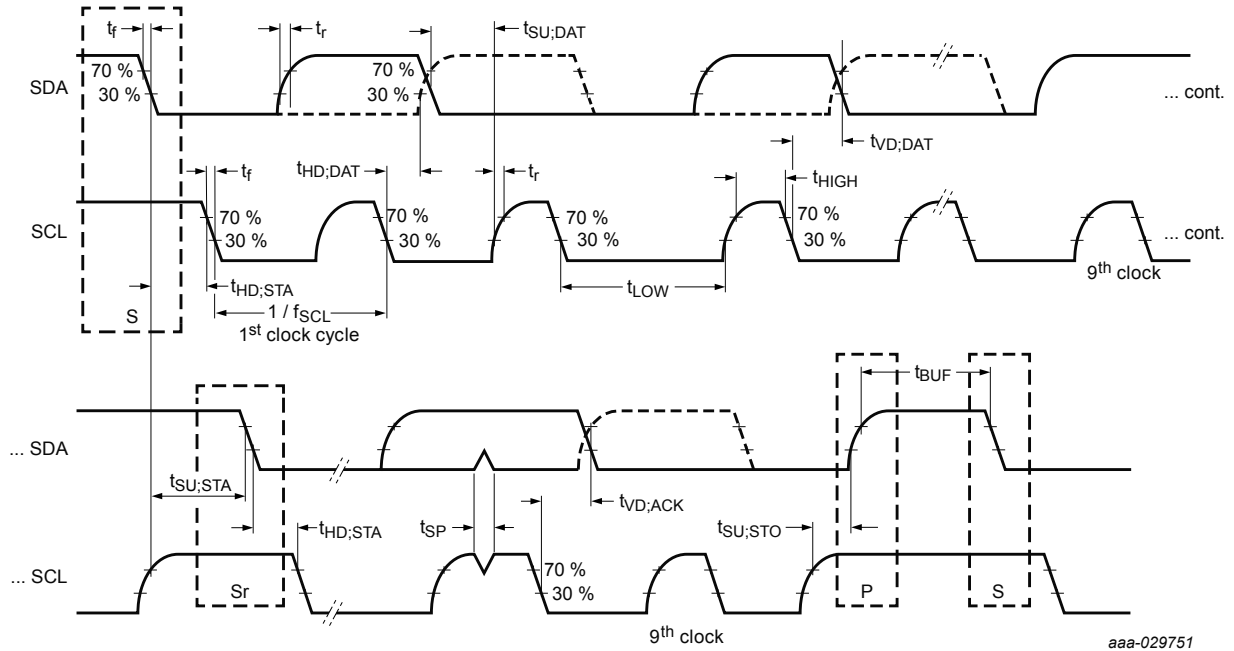 tf
tr
tSU;DAT
70 %
30 %
70 %
30 %
SDA
... cont.
tVD;DAT
tf
tHD;DAT
tr
tHIGH
70 %
30 %
70 %
30 %
70 %
30 %
70 %
30 %
SCL
... cont.
9th clock
tHD;STA
tLOW
S
1 / fSCL
1st clock cycle
tBUF
... SDA
tSU;STA
tHD;STA
tSP
tVD;ACK
tSU;STO
70 %
30 %
... SCL
Sr
P
S
9th clock
aaa-029751